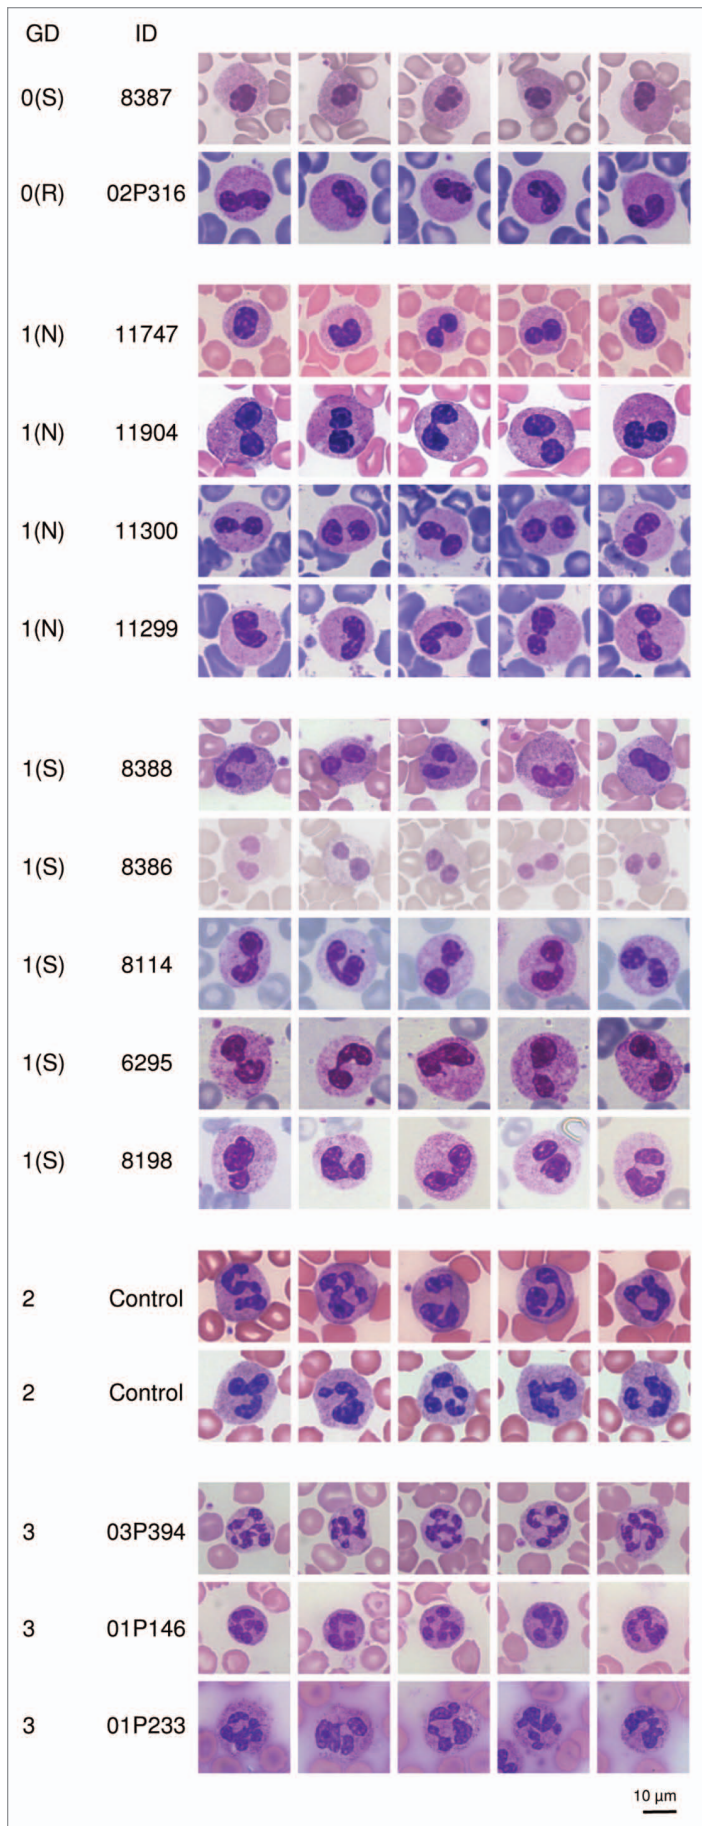 GD ID
0(S) 8387
0(R) 02P316
1(N) 11747
1(N) 11904
1(N) 11300
1(N) 11299
1(S) 8388
1(S) 8386
1(S) 8114
1(S) 6295
1(S) 8198
2 Control
2 Control
3 03P394
3 01P146
3 01P233
10 µm